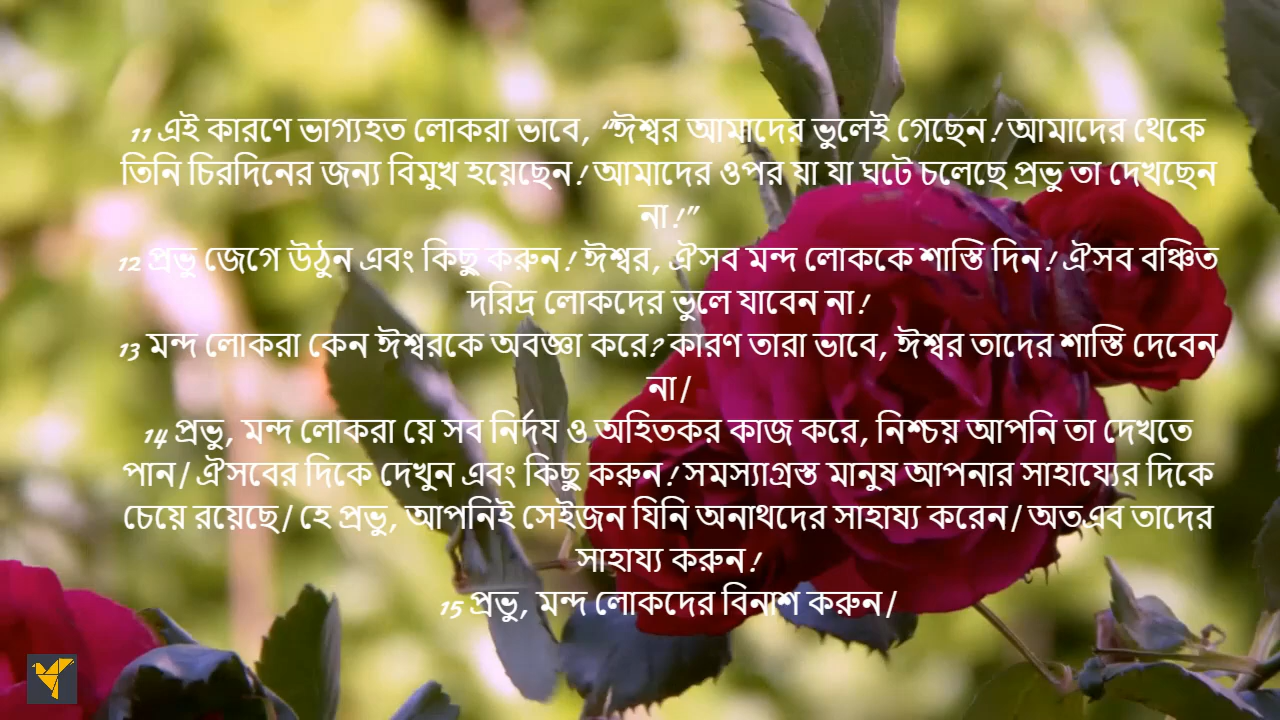 11 এই কারণে ভাগ্যহত লোকরা ভাবে, “ঈশ্বর আমাদের ভুলেই গেছেন! আমাদের থেকে
তিনি চিরদিনের জন্য বিমুখ হয়েছেন! আমাদের ওপর যা যা ঘটে চলেছে প্রভু তা দেখছেন
না!”
12 প্রভু জেগে উঠুন এবং কিছু করুন! ঈশ্বর, ঐসব মন্দ লোককে শাস্তি দিন! ঐসব বঞ্চিত
দরিদ্র লোকদের ভুলে যাবেন না!
13 মন্দ লোকরা কেন ঈশ্বরকে অবজ্ঞা করে? কারণ তারা ভাবে, ঈশ্বর তাদের শাস্তি দেবেন
না/
14 প্রভু, মন্দ লোকরা য়ে সব নির্দয ও অহিতকর কাজ করে, নিশ্চয় আপনি তা দেখতে
পান/ ঐসবের দিকে দেখুন এবং কিছু করুন! সমস্যাগ্রস্ত মানুষ আপনার সাহায্যের দিকে
চেয়ে রয়েছে/ হে প্রভু, আপনিই সেইজন যিনি অনাথদের সাহায্য করেন/ অতএব তাদের
সাহায্য করুন!
15 প্রভু, মন্দ লোকদের বিনাশ করুন/